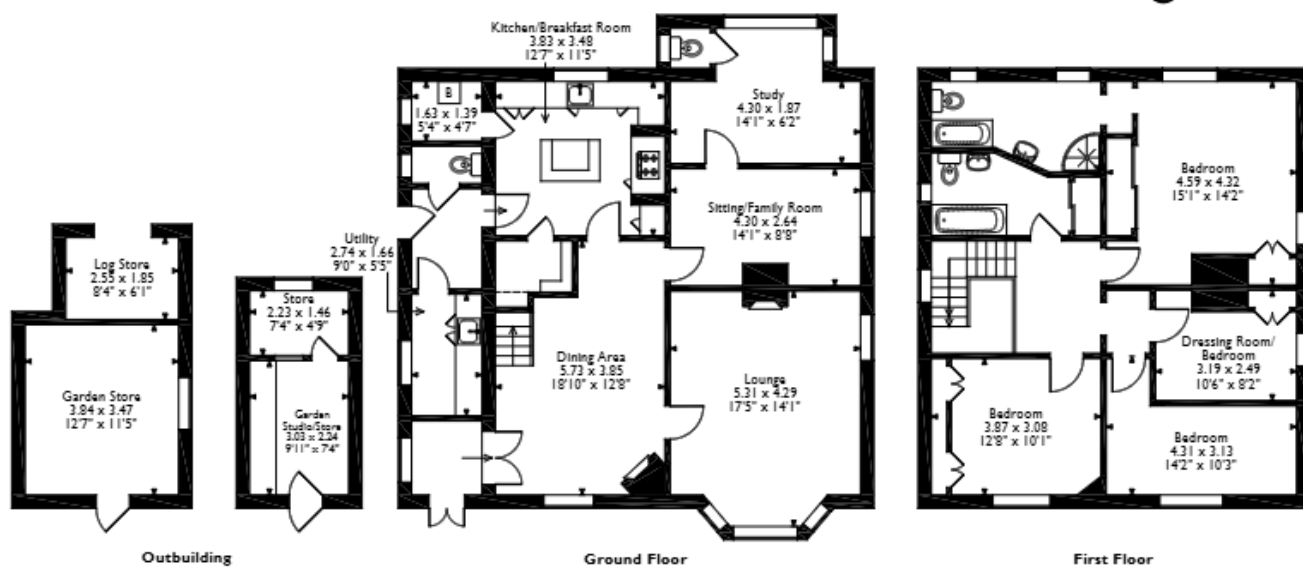 Kitchen/Breakfast Room
3.83 x 3.48
12'7" x 11'5"
B
1.63 x 1.39
5'4" x 4'7"
Study
4.30 x 1.87
14'1" x 6'2"
Sitting/Family Room
4.30 x 2.64
14'1" x 8'8"
Utility
2.74 x 1.66
9'0" x 5'5"
Dining Area
5.73 x 3.85
18'10" x 12'8"
Lounge
5.31 x 4.29
17'5" x 14'1"
Ground Floor
Log Store
2.55 x 1.85
8'4" x 6'1"
Garden Store
3.84 x 3.47
12'7" x 11'5"
Store
2.23 x 1.46
7'4" x 4'9"
Garden
Studio/Store
3.03 x 2.24
9'11" x 7'4"
Outbuilding
Bedroom
4.59 x 4.32
15'1" x 14'2"
Dressing Room/
Bedroom
3.19 x 2.49
10'6" x 8'2"
Bedroom
3.87 x 3.08
12'8" x 10'1"
Bedroom
4.31 x 3.13
14'2" x 10'3"
First Floor